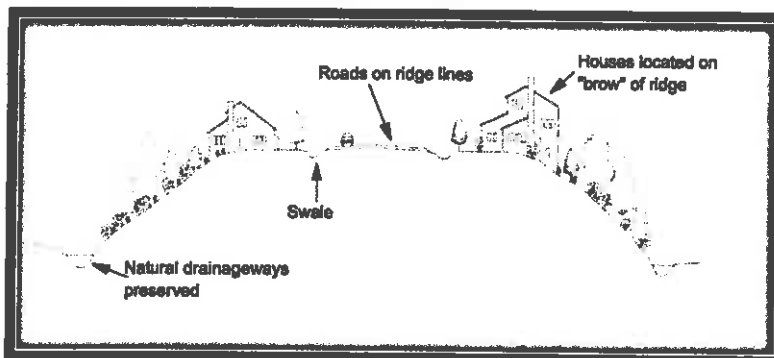 Roads on ridge lines
Houses located on
"brow" of ridge
Swale
Natural drainageways
preserved